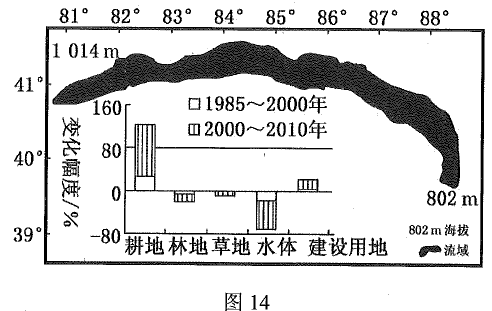 81° 82° 83° 84° 85° 86° 87° 88°
1 014 m
41°
40°
39°
160
80
0
-80
变化幅度/%
1985～2000年
2000～2010年
耕地 林地 草地 水体 建设用地
802 m
802 m 海拔
流域
图 14